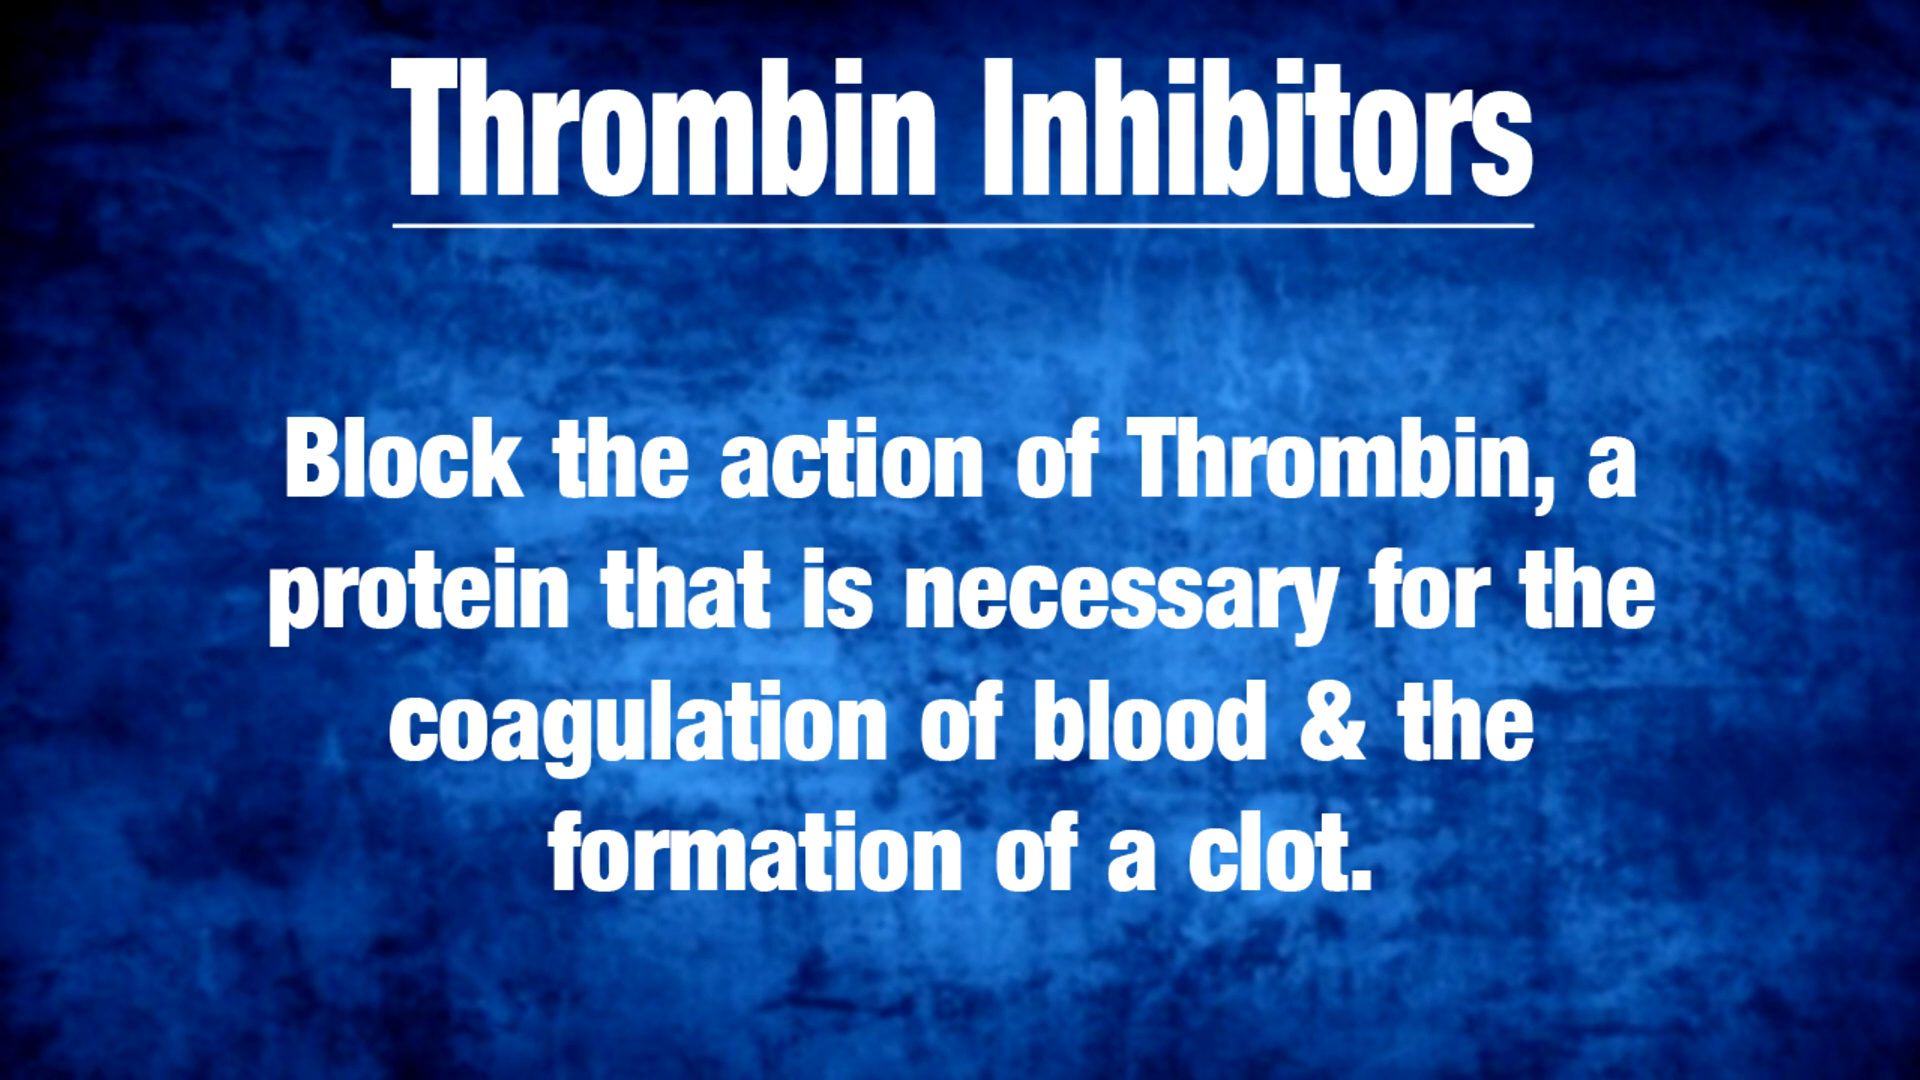 Thrombin Inhibitors
Block the action of Thrombin, a
protein that is necessary for the
coagulation of blood & the
formation of a clot.